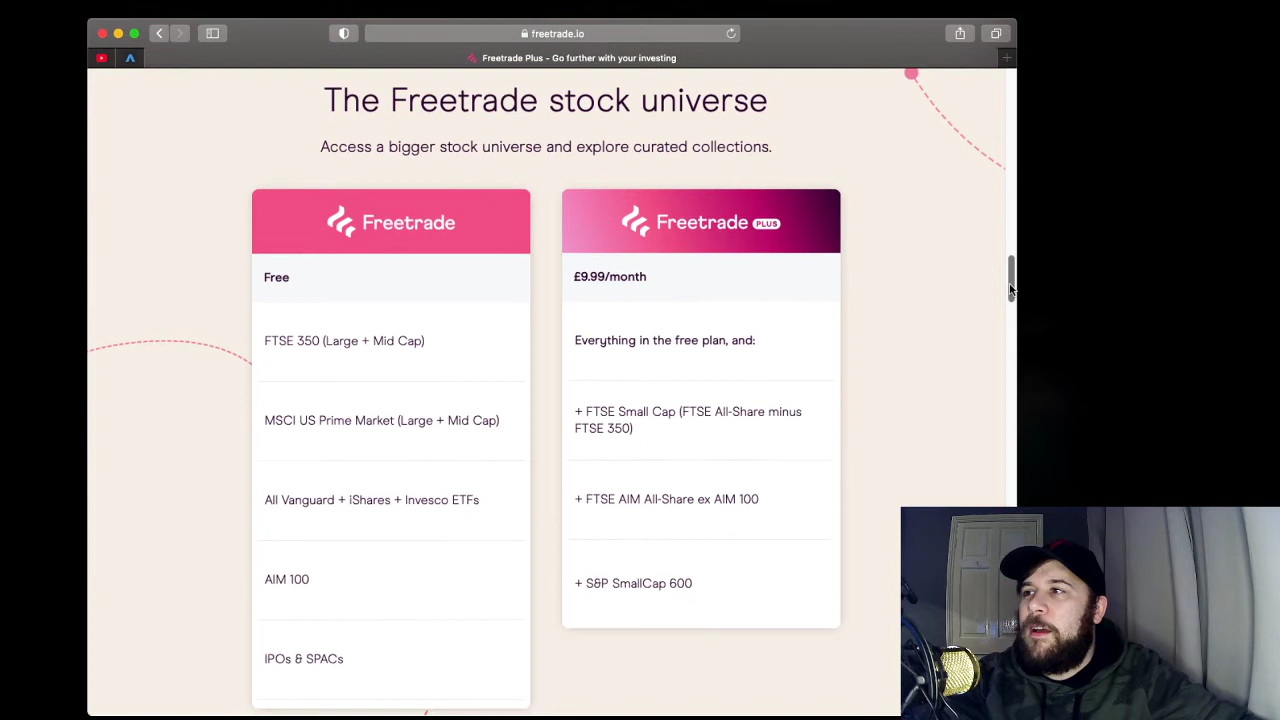 freetrade.io
Freetrade Plus - Go further with your investing
The Freetrade stock universe
Access a bigger stock universe and explore curated collections.
Freetrade
Free
FTSE 350 (Large + Mid Cap)
MSCI US Prime Market (Large + Mid Cap)
All Vanguard + iShares + Invesco ETFs
AIM 100
IPOs & SPACs
Freetrade PLUS
£9.99/month
Everything in the free plan, and:
+ FTSE Small Cap (FTSE All-Share minus
FTSE 350)
+ FTSE AIM All-Share ex AIM 100
+ S&P SmallCap 600